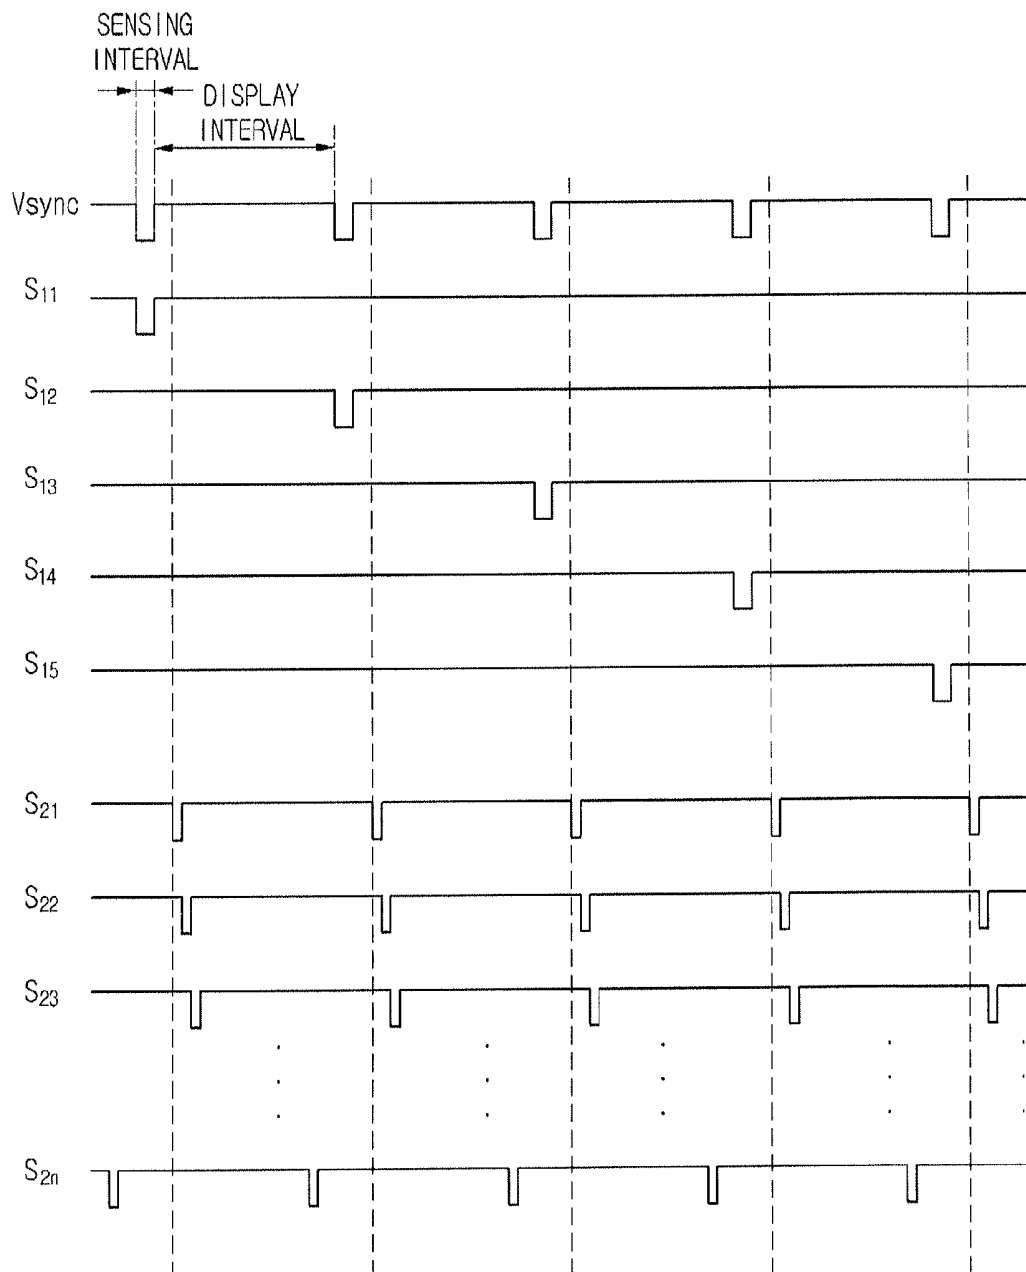 SENSING
INTERVAL
DISPLAY
INTERVAL
Vsync
S11
S12
S13
S14
S15
S21
S22
S23
S2n